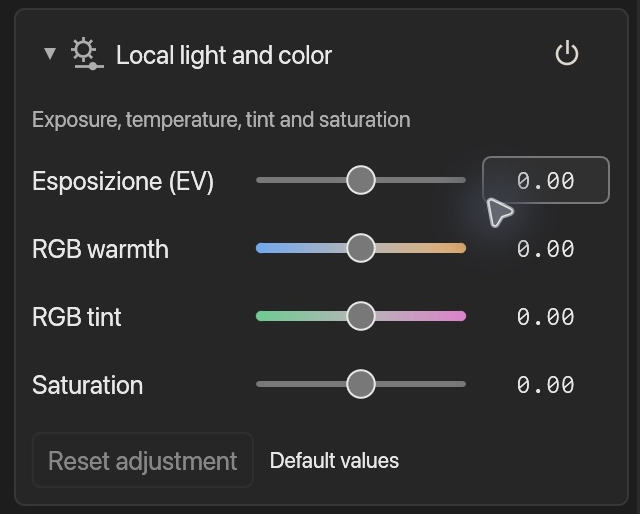 Local light and color
Exposure, temperature, tint and saturation
Esposizione (EV) 0.00
RGB warmth 0.00
RGB tint 0.00
Saturation 0.00
Reset adjustment Default values